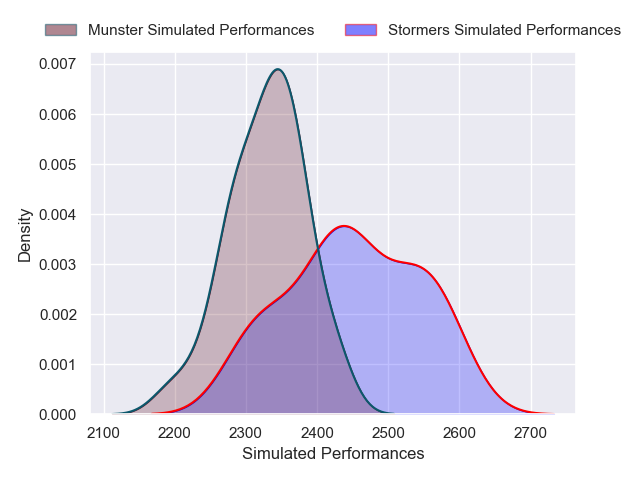 Munster Simulated Performances Stormers Simulated Performances
0.007
0.006
0.005
0.004
0.003
0.002
0.001
0.000
Density
2100 2200 2300 2400 2500 2600 2700
Simulated Performances